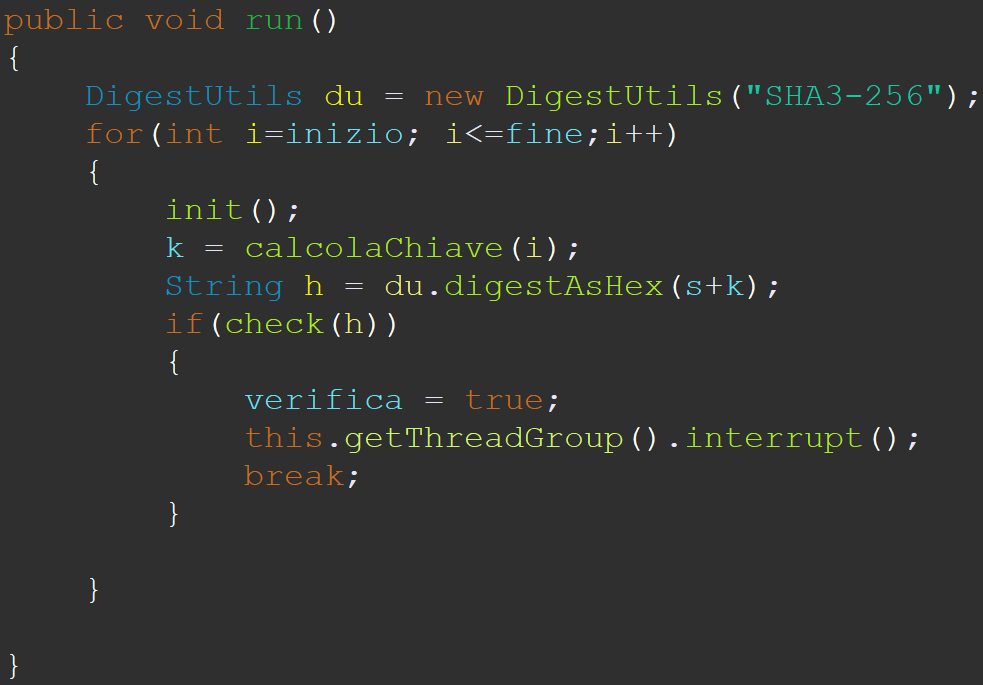 public void run()
{
    DigestUtils du = new DigestUtils("SHA3-256");
    for(int i=inizio; i<=fine;i++)
    {
        init();
        k = calcolaChiave(i);
        String h = du.digestAsHex(s+k);
        if(check(h))
        {
            verifica = true;
            this.getThreadGroup().interrupt();
            break;
        }
    }
}